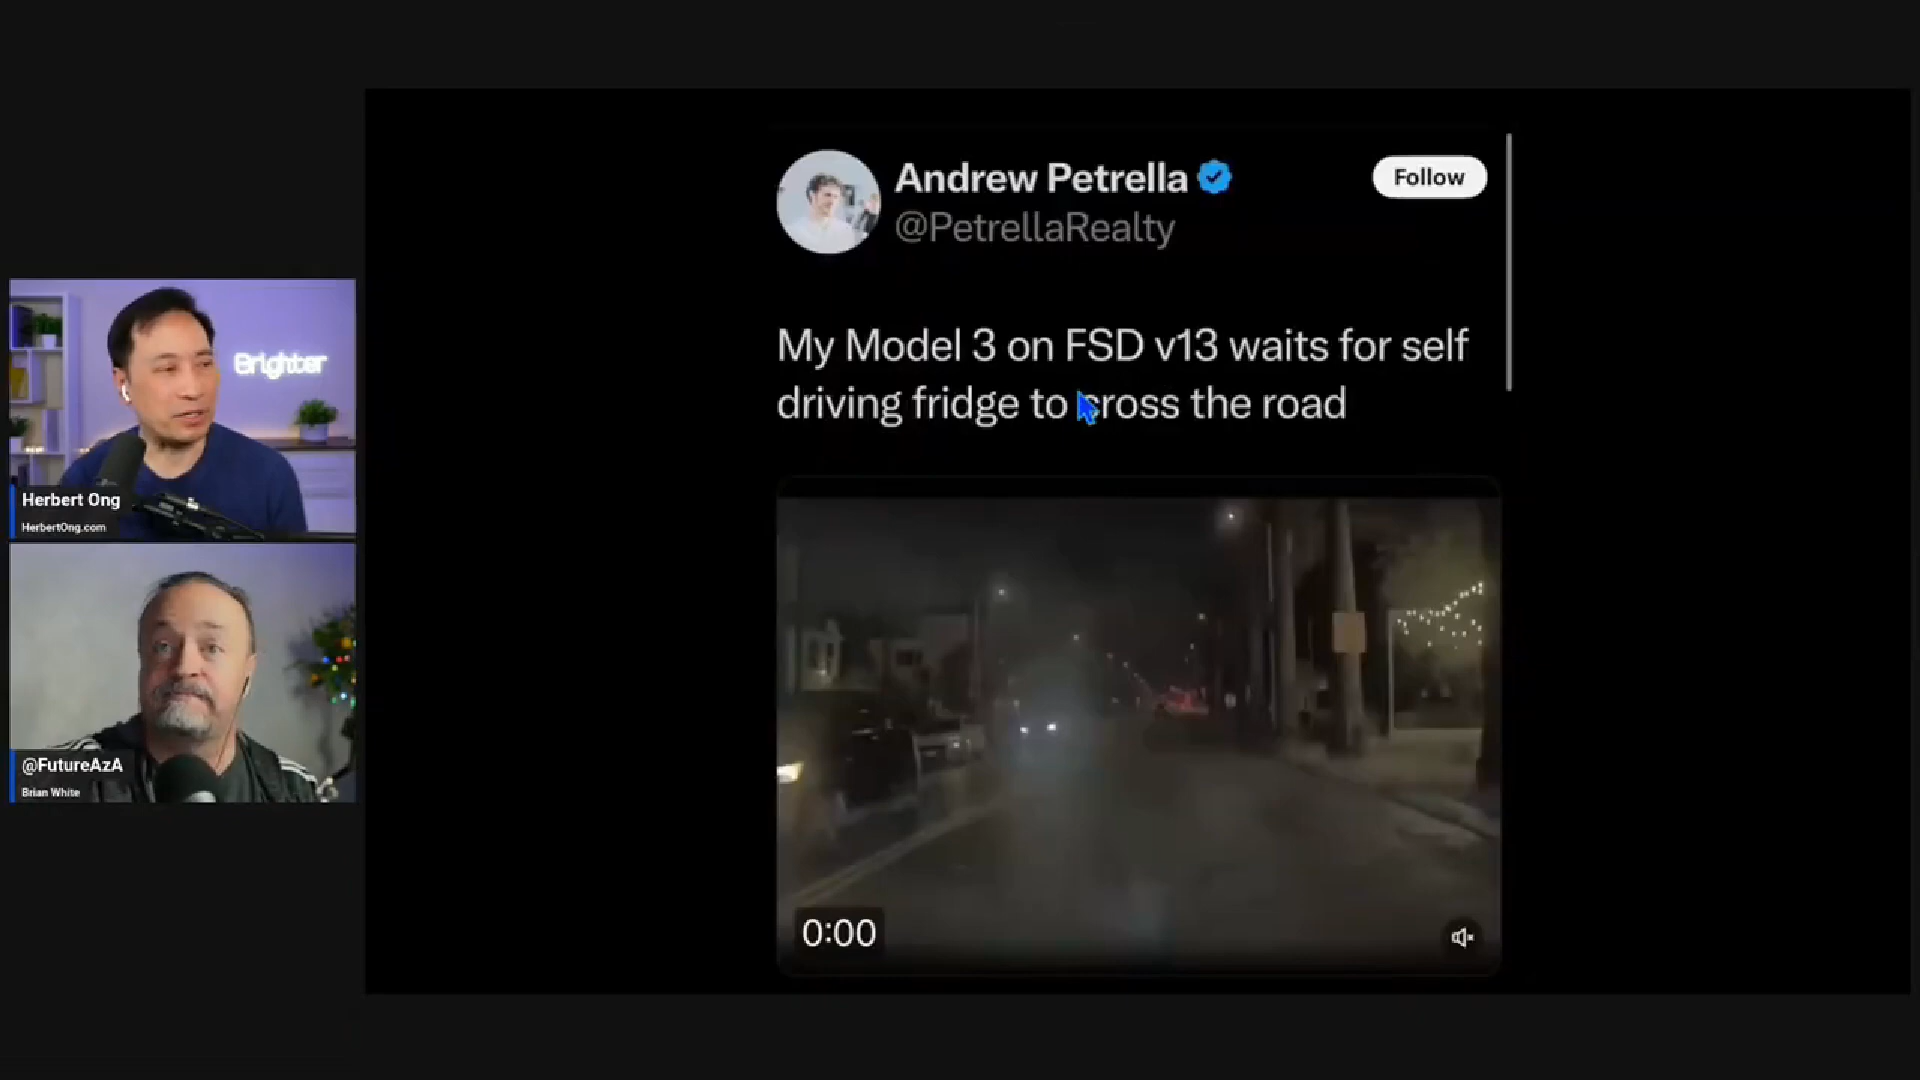 Andrew Petrella
@PetrellaRealty
Follow
My Model 3 on FSD v13 waits for self
driving fridge to cross the road
0:00
Brighter
Herbert Ong
HerbertOng.com
@FutureAzA
Brian White